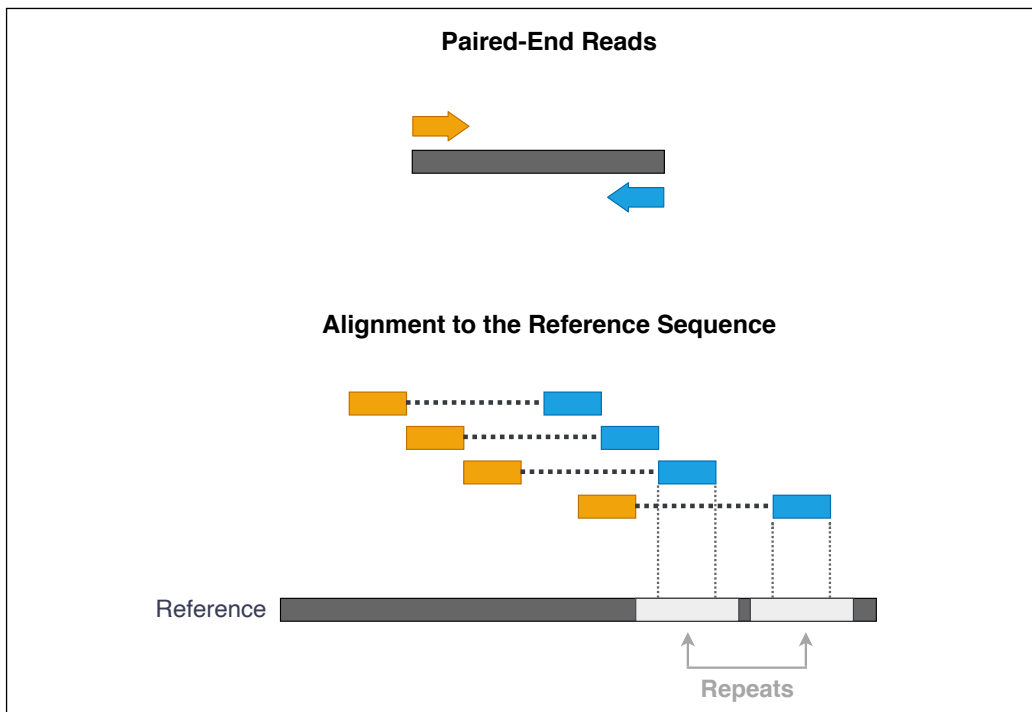 Paired-End Reads
Alignment to the Reference Sequence
Reference
Repeats